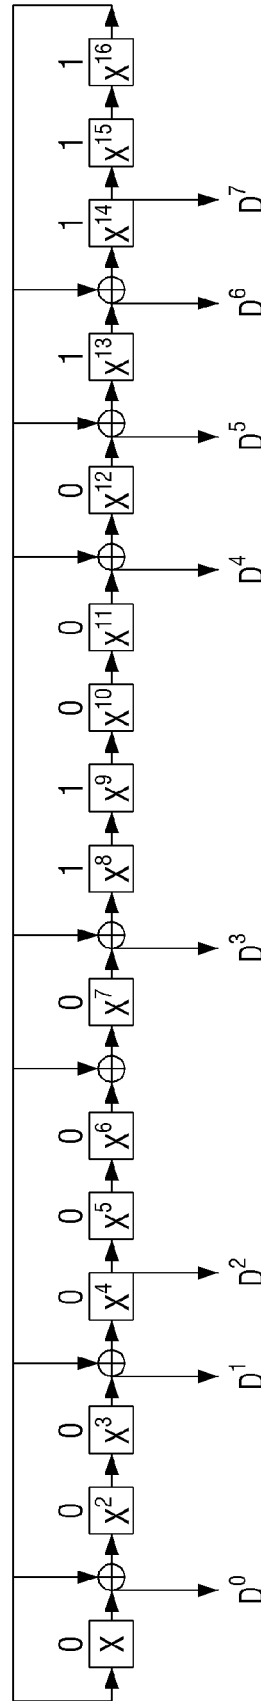 0 0 0 0 0 0 0 1 1 0 0 0 1 1 1 1
X X² X³ X⁴ X⁵ X⁶ X⁷ X⁸ X⁹ X¹⁰ X¹¹ X¹² X¹³ X¹⁴ X¹⁵ X¹⁶
D⁰ D¹ D² D³ D⁴ D⁵ D⁶ D⁷